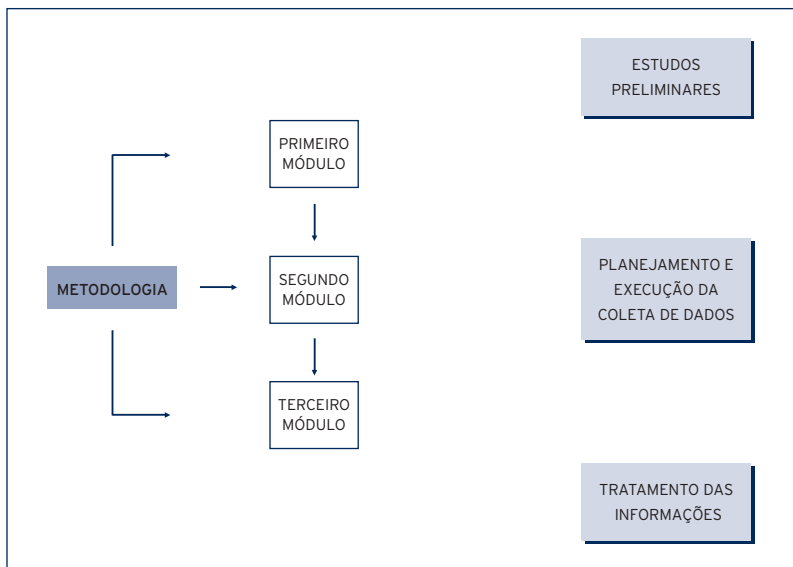 ESTUDOS
PRELIMINARES
PRIMEIRO
MÓDULO
METODOLOGIA
SEGUNDO
MÓDULO
PLANEJAMENTO E
EXECUÇÃO DA
COLETA DE DADOS
TERCEIRO
MÓDULO
TRATAMENTO DAS
INFORMAÇÕES